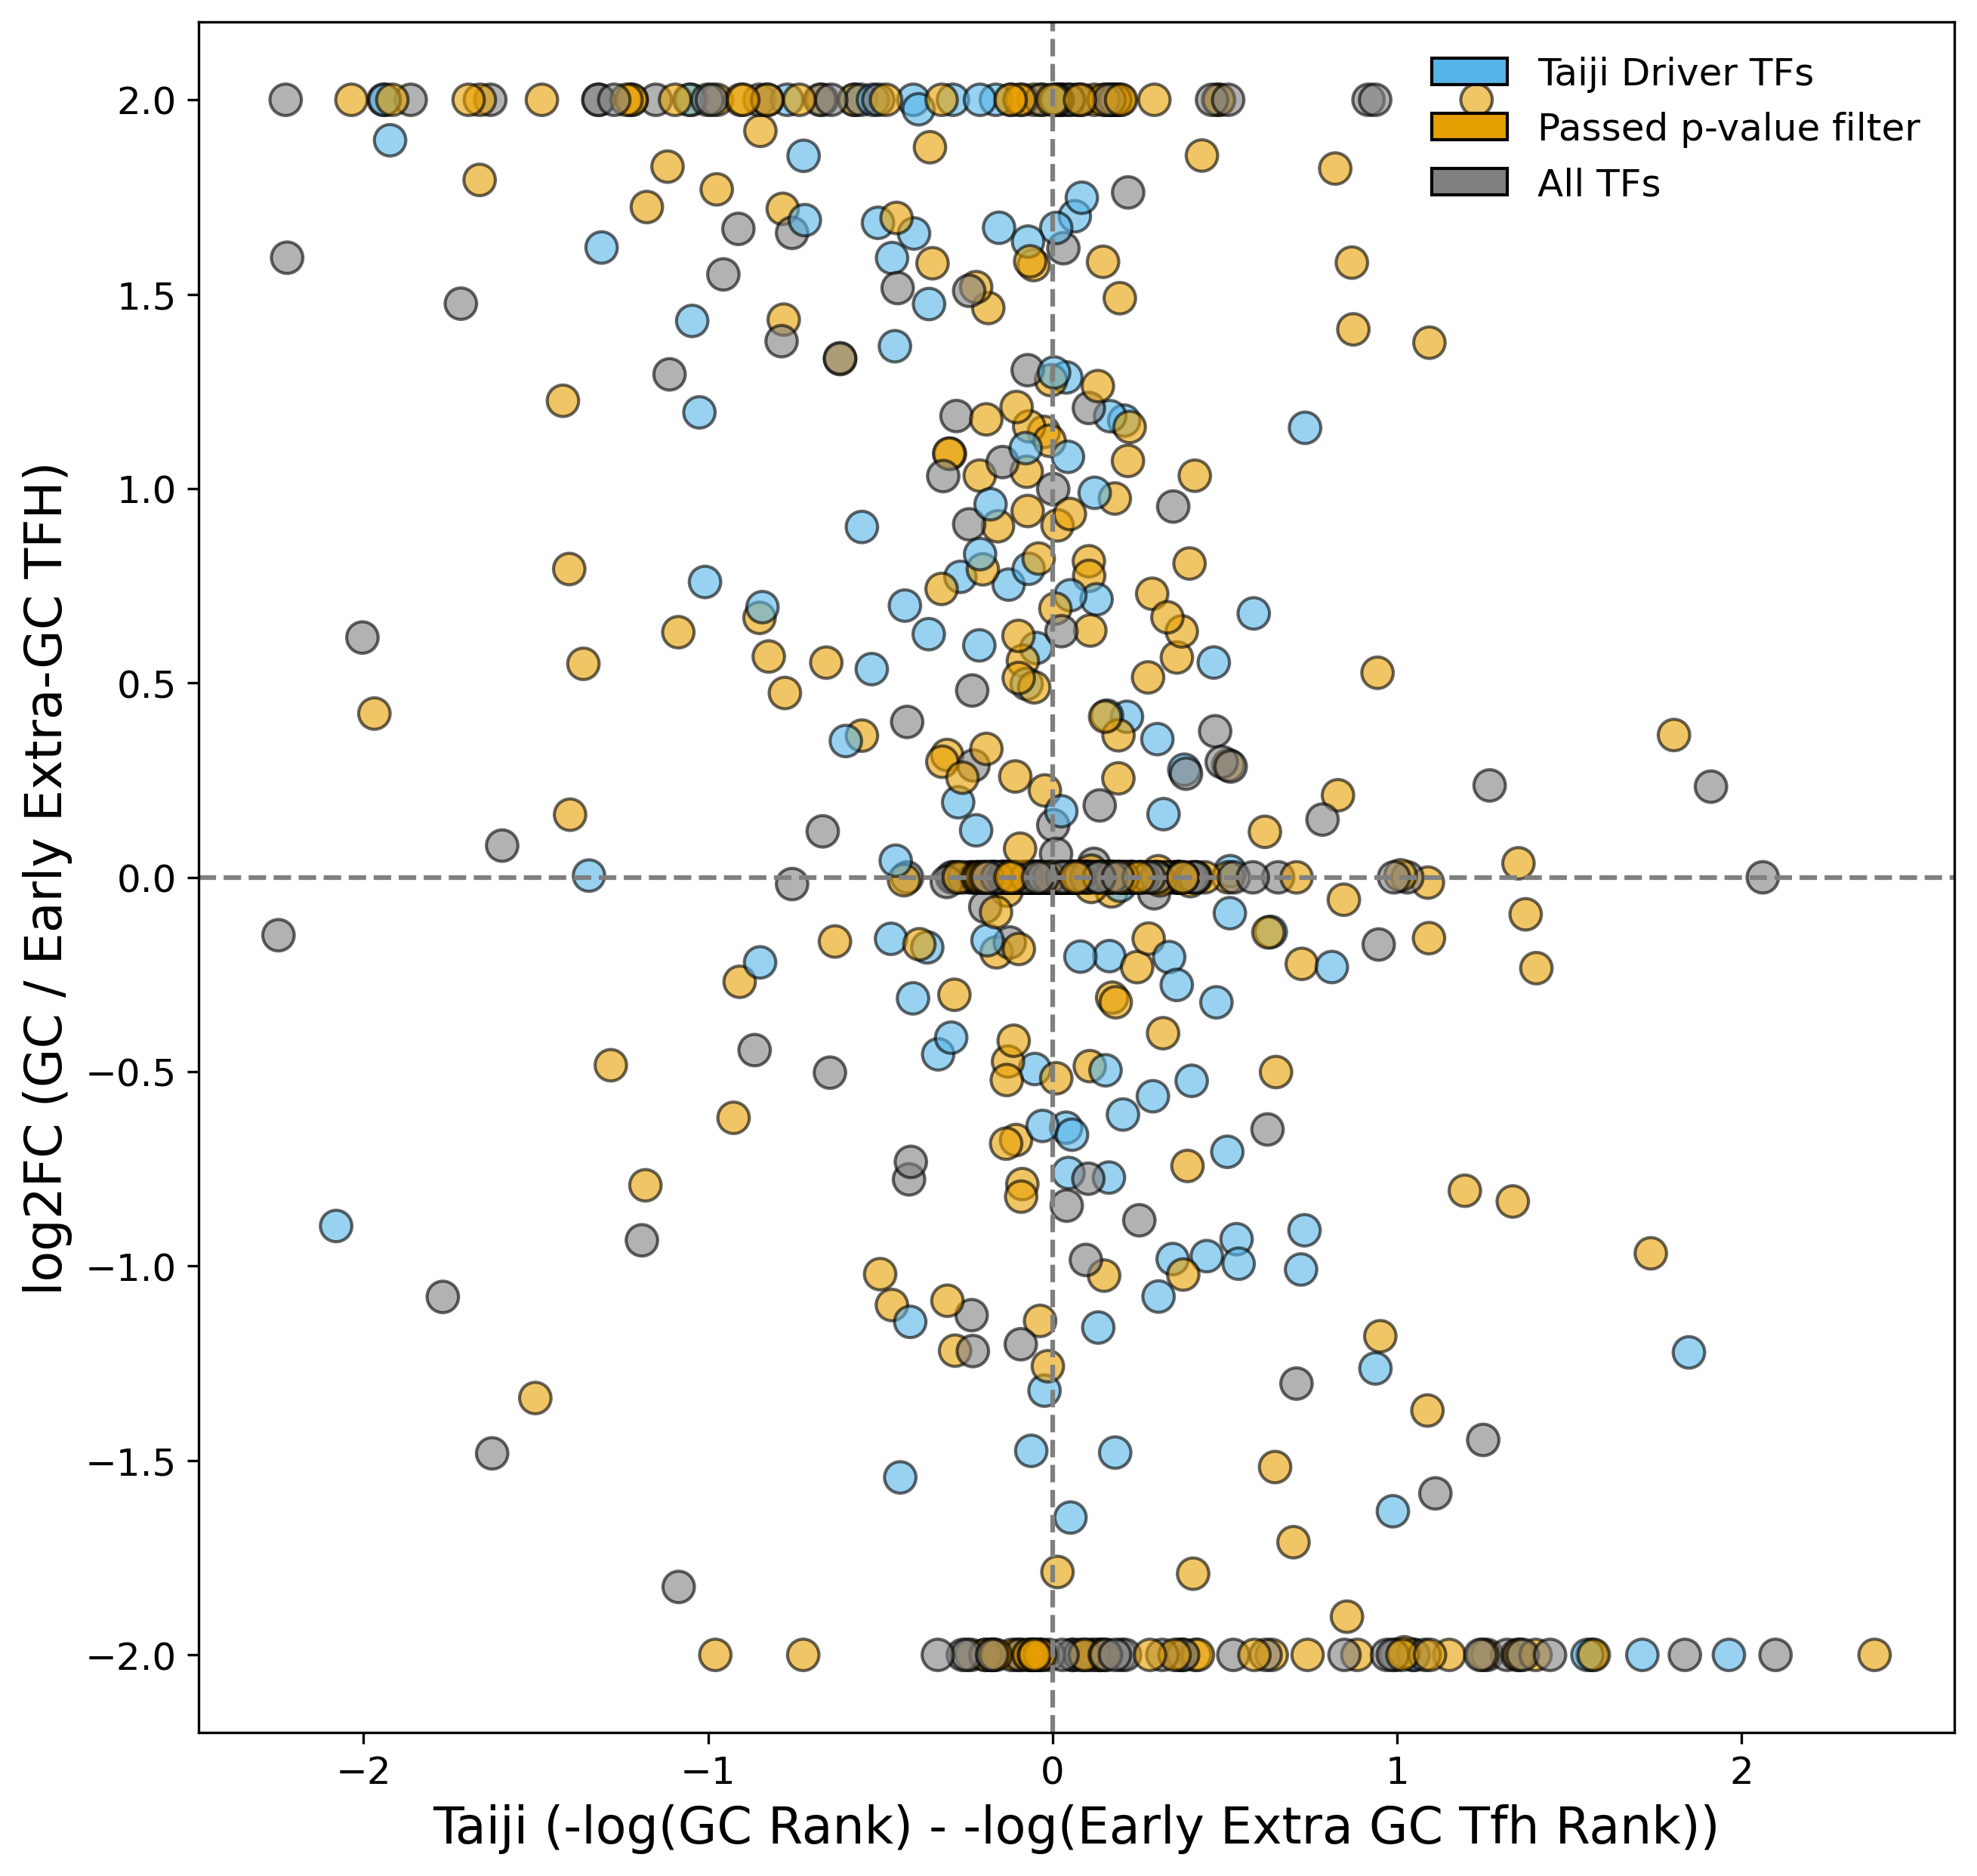 Taiji Driver TFs
Passed p-value filter
All TFs
log2FC (GC / Early Extra-GC TFH)
2.0
1.5
1.0
0.5
0.0
−0.5
−1.0
−1.5
−2.0
−2
−1
0
1
2
Taiji (-log(GC Rank) - -log(Early Extra GC Tfh Rank))